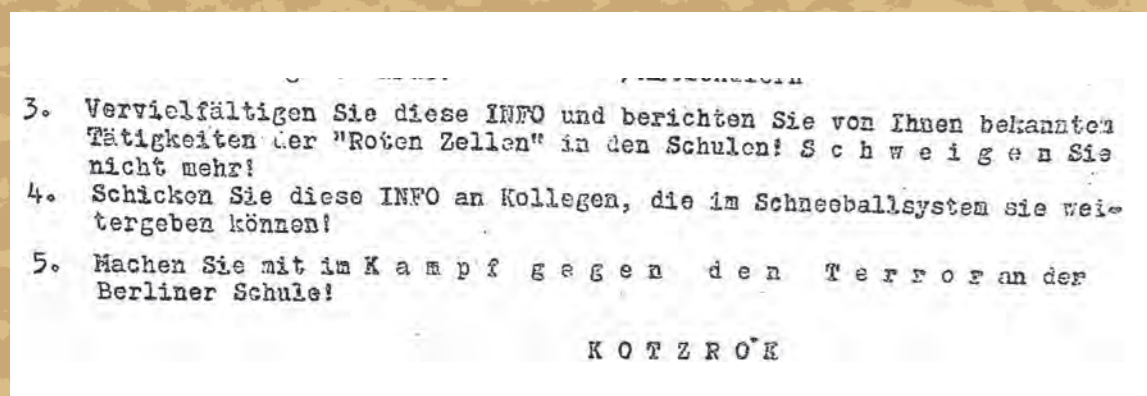 3. Vervielfältigen Sie diese INFO und berichten Sie von Ihnen bekannten
Tätigkeiten der "Roten Zellen" in den Schulen! S c h w e i g e n Sie
nicht mehr!
4. Schicken Sie diese INFO an Kollegen, die im Schneeballsystem sie wei-
tergeben können!
5. Machen Sie mit im K a m p f g e g e n d e n T e r r o r an der
Berliner Schule!
K O T Z R O K